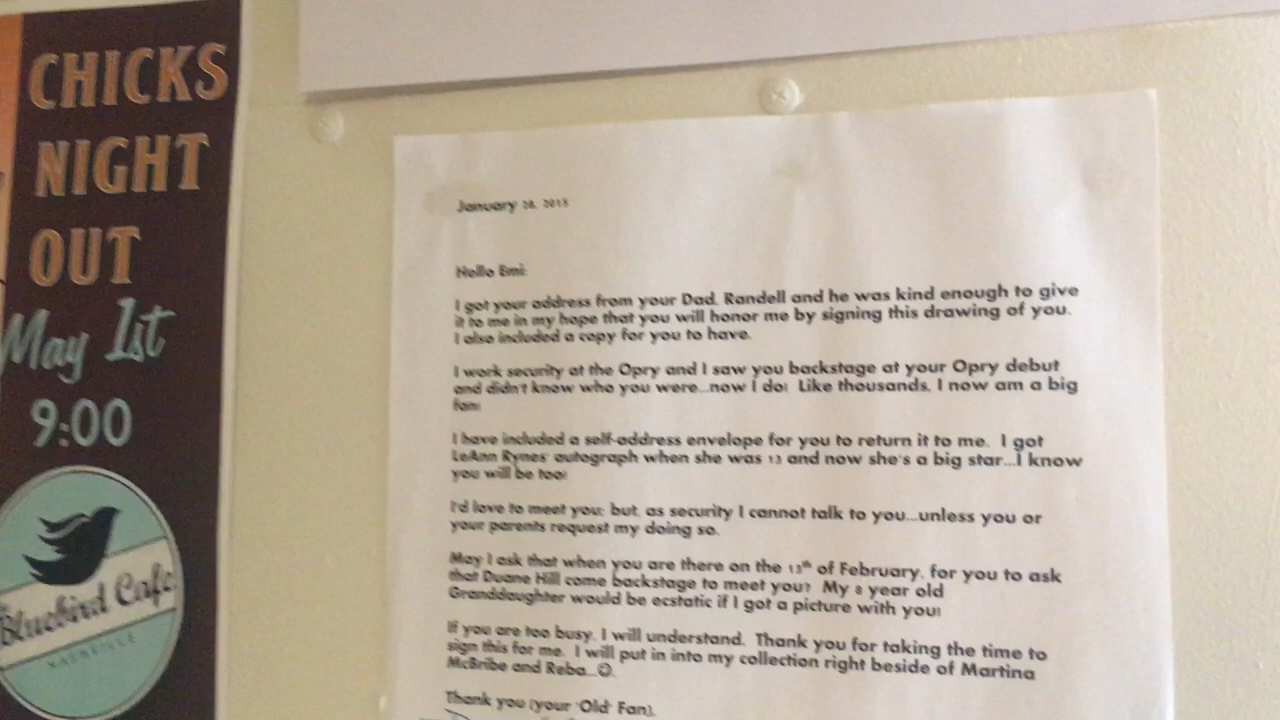 CHICKS
NIGHT
OUT
May 1st
9:00
Bluebird Cafe
NASHVILLE
January 28, 2015
Hello Emi:
I got your address from your Dad, Randell and he was kind enough to give
it to me in my hope that you will honor me by signing this drawing of you.
I also included a copy for you to have.
I work security at the Opry and I saw you backstage at your Opry debut
and didn't know who you were...now I do! Like thousands, I now am a big
fan!
I have included a self-address envelope for you to return it to me. I got
LeAnn Rymes' autograph when she was 13 and now she's a big star...I know
you will be too!
I'd love to meet you; but, as security I cannot talk to you...unless you or
your parents request my doing so.
May I ask that when you are there on the 13th of February, for you to ask
that Duane Hill come backstage to meet you? My 8 year old
Granddaughter would be ecstatic if I got a picture with you!
If you are too busy, I will understand. Thank you for taking the time to
sign this for me. I will put in into my collection right beside of Martina
McBribe and Reba...☺.
Thank you (your 'Old' Fan),